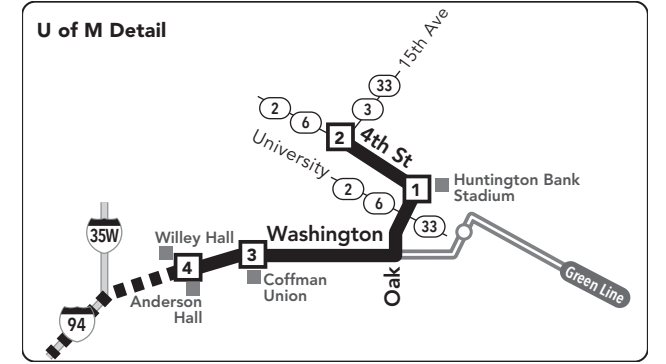 U of M Detail
15th Ave
33
3
2
6
2
4th St
University
2
6
33
1
Huntington Bank
Stadium
35W
Willey Hall
Washington
3
4
Coffman
Union
Anderson
Hall
Oak
Green Line
94